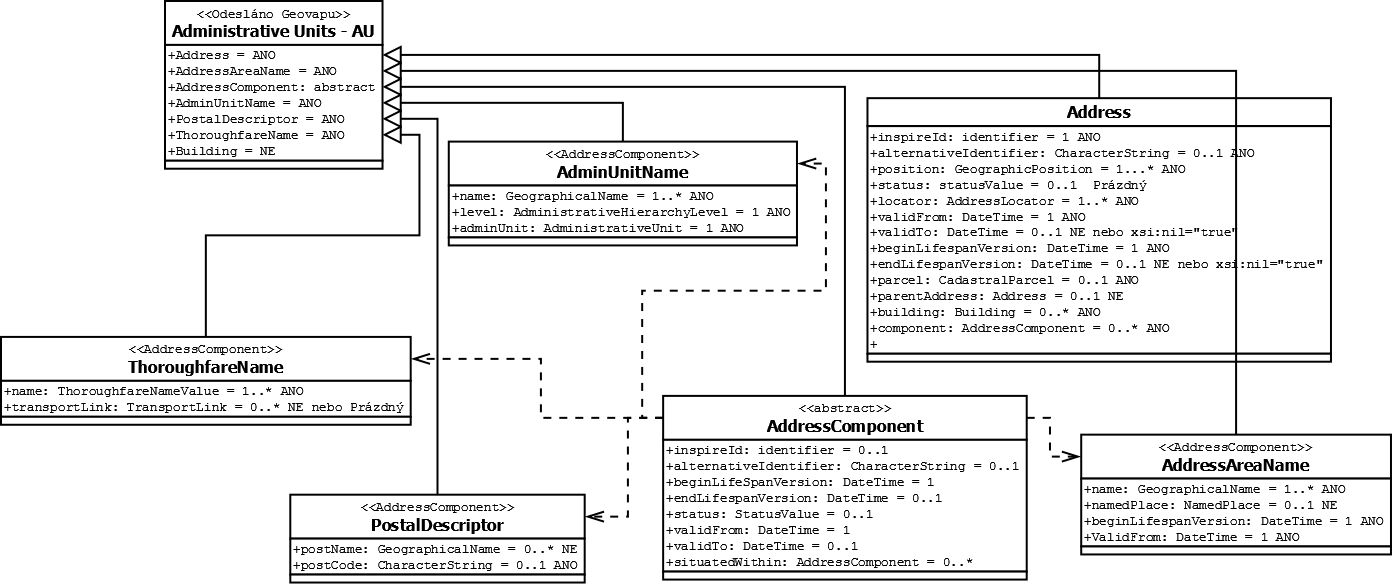 <<Odesláno Geovapu>>
Administrative Units - AU
+Address = ANO
+AddressAreaName = ANO
+AddressComponent: abstract
+AdminUnitName = ANO
+PostalDescriptor = ANO
+ThoroughfareName = ANO
+Building = NE
Address
+inspireId: identifier = 1 ANO
+alternativeIdentifier: CharacterString = 0..1 ANO
+position: GeographicPosition = 1...* ANO
+status: statusValue = 0..1  Prázdný
+locator: AddressLocator = 1..* ANO
+validFrom: DateTime = 1 ANO
+validTo: DateTime = 0..1 NE nebo xsi:nil="true"
+beginLifespanVersion: DateTime = 1 ANO
+endLifespanVersion: DateTime = 0..1 NE nebo xsi:nil="true"
+parcel: CadastralParcel = 0..1 ANO
+parentAddress: Address = 0..1 NE
+building: Building = 0..* ANO
+component: AddressComponent = 0..* ANO
+
<<AddressComponent>>
AdminUnitName
+name: GeographicalName = 1..* ANO
+level: AdministrativeHierarchyLevel = 1 ANO
+adminUnit: AdministrativeUnit = 1 ANO
<<AddressComponent>>
ThoroughfareName
+name: ThoroughfareNameValue = 1..* ANO
+transportLink: TransportLink = 0..* NE nebo Prázdný
<<abstract>>
AddressComponent
+inspireId: identifier = 0..1
+alternativeIdentifier: CharacterString = 0..1
+beginLifeSpanVersion: DateTime = 1
+endLifespanVersion: DateTime = 0..1
+status: StatusValue = 0..1
+validFrom: DateTime = 1
+validTo: DateTime = 0..1
+situatedWithin: AddressComponent = 0..*
<<AddressComponent>>
AddressAreaName
+name: GeographicalName = 1..* ANO
+namedPlace: NamedPlace = 0..1 NE
+beginLifespanVersion: DateTime = 1 ANO
+ValidFrom: DateTime = 1 ANO
<<AddressComponent>>
PostalDescriptor
+postName: GeographicalName = 0..* NE
+postCode: CharacterString = 0..1 ANO